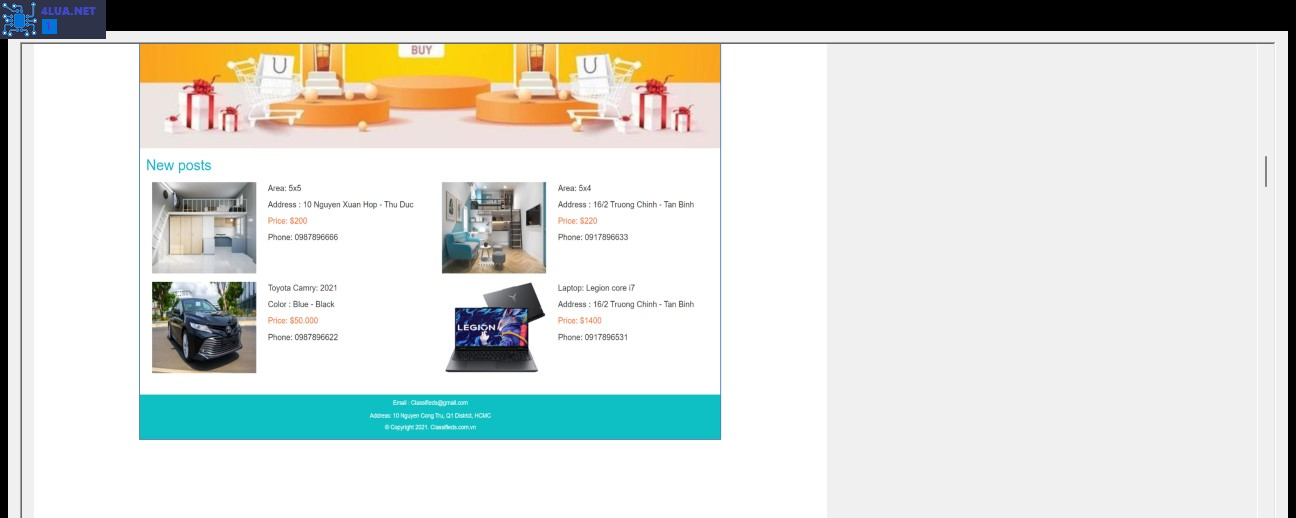 4LUA.NET
BUY
New posts
Area: 5x5
Address : 10 Nguyen Xuan Hop - Thu Duc
Price: $200
Phone: 0987896666
Area: 5x4
Address : 16/2 Truong Chinh - Tan Binh
Price: $220
Phone: 0917896633
Toyota Camry: 2021
Color : Blue - Black
Price: $50.000
Phone: 0987896622
LEGION
Laptop: Legion core i7
Address : 16/2 Truong Chinh - Tan Binh
Price: $1400
Phone: 0917896531
Email : Classifieds@gmail.com
Address: 10 Nguyen Cong Tru, Q1 District, HCMC
© Copyright 2021. Classifieds.com.vn